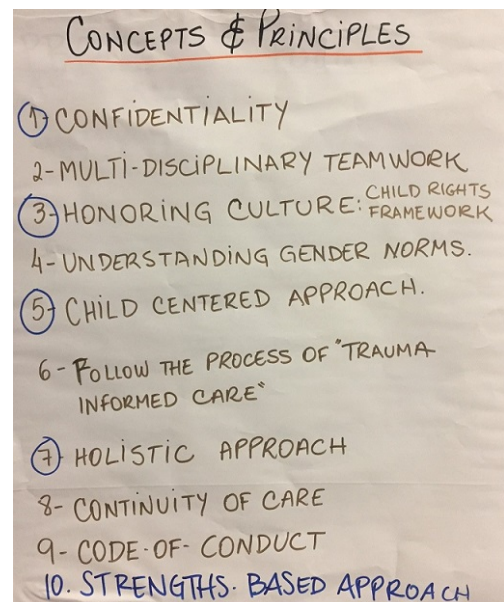 CONCEPTS & PRINCIPLES
1- CONFIDENTIALITY
2- MULTI-DISCIPLINARY TEAMWORK
3- HONORING CULTURE: CHILD RIGHTS
FRAMEWORK
4- UNDERSTANDING GENDER NORMS.
5- CHILD CENTERED APPROACH.
6- FOLLOW THE PROCESS OF "TRAUMA
INFORMED CARE"
7- HOLISTIC APPROACH
8- CONTINUITY OF CARE
9- CODE-OF-CONDUCT
10. STRENGTHS. BASED APPROACH